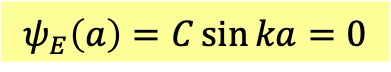 ψ_E(a) = C sin ka = 0